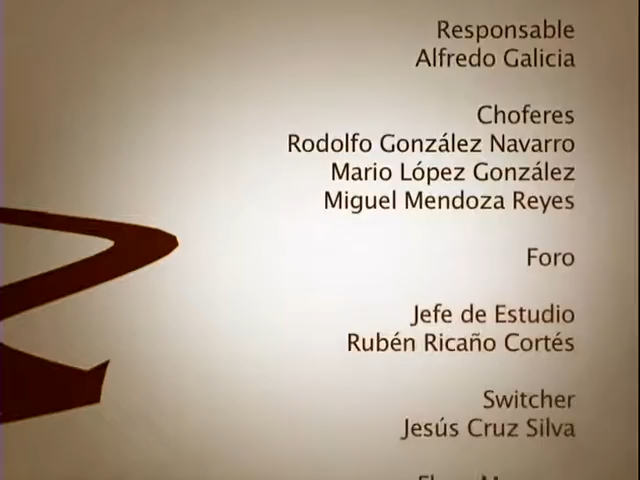 Responsable
Alfredo Galicia
Choferes
Rodolfo González Navarro
Mario López González
Miguel Mendoza Reyes
Foro
Jefe de Estudio
Rubén Ricaño Cortés
Switcher
Jesús Cruz Silva